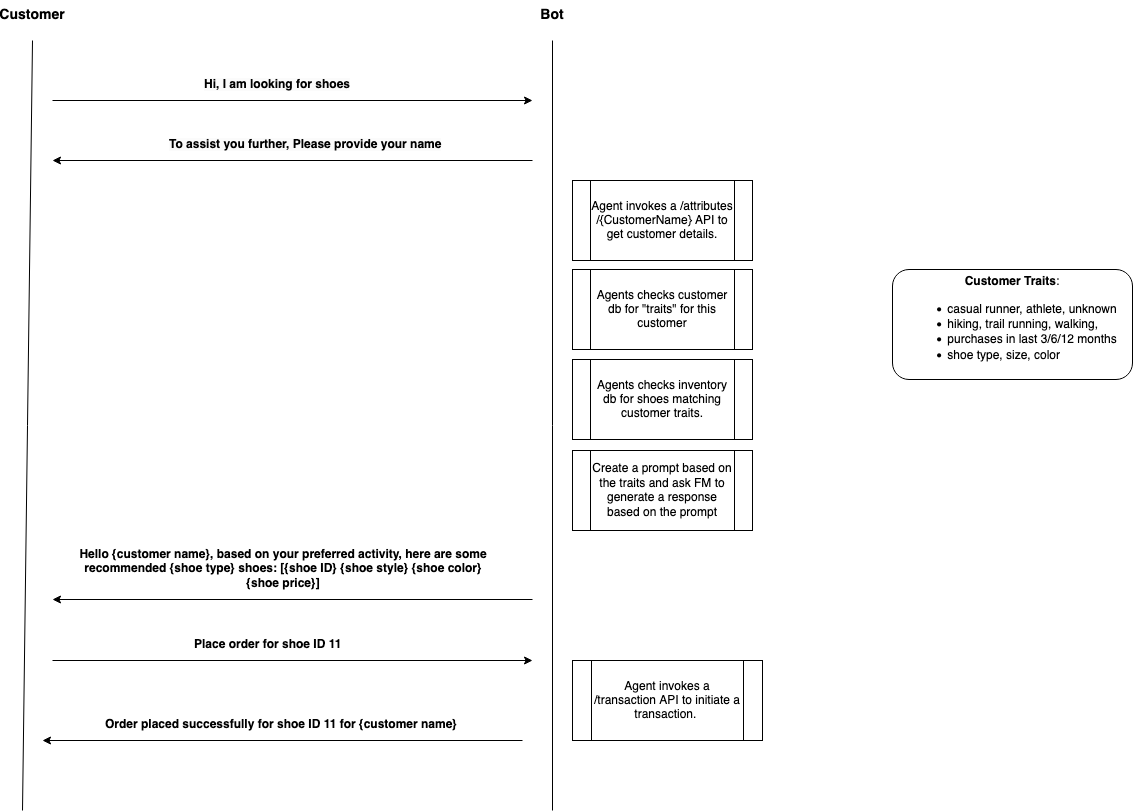 Customer
Bot
Hi, I am looking for shoes
To assist you further, Please provide your name
Agent invokes a /attributes
/{CustomerName} API to
get customer details.
Agents checks customer
db for "traits" for this
customer
Customer Traits:
casual runner, athlete, unknown
hiking, trail running, walking,
purchases in last 3/6/12 months
shoe type, size, color
Agents checks inventory
db for shoes matching
customer traits.
Create a prompt based on
the traits and ask FM to
generate a response
based on the prompt
Hello {customer name}, based on your preferred activity, here are some
recommended {shoe type} shoes: [{shoe ID} {shoe style} {shoe color}
{shoe price}]
Place order for shoe ID 11
Agent invokes a
/transaction API to initiate a
transaction.
Order placed successfully for shoe ID 11 for {customer name}